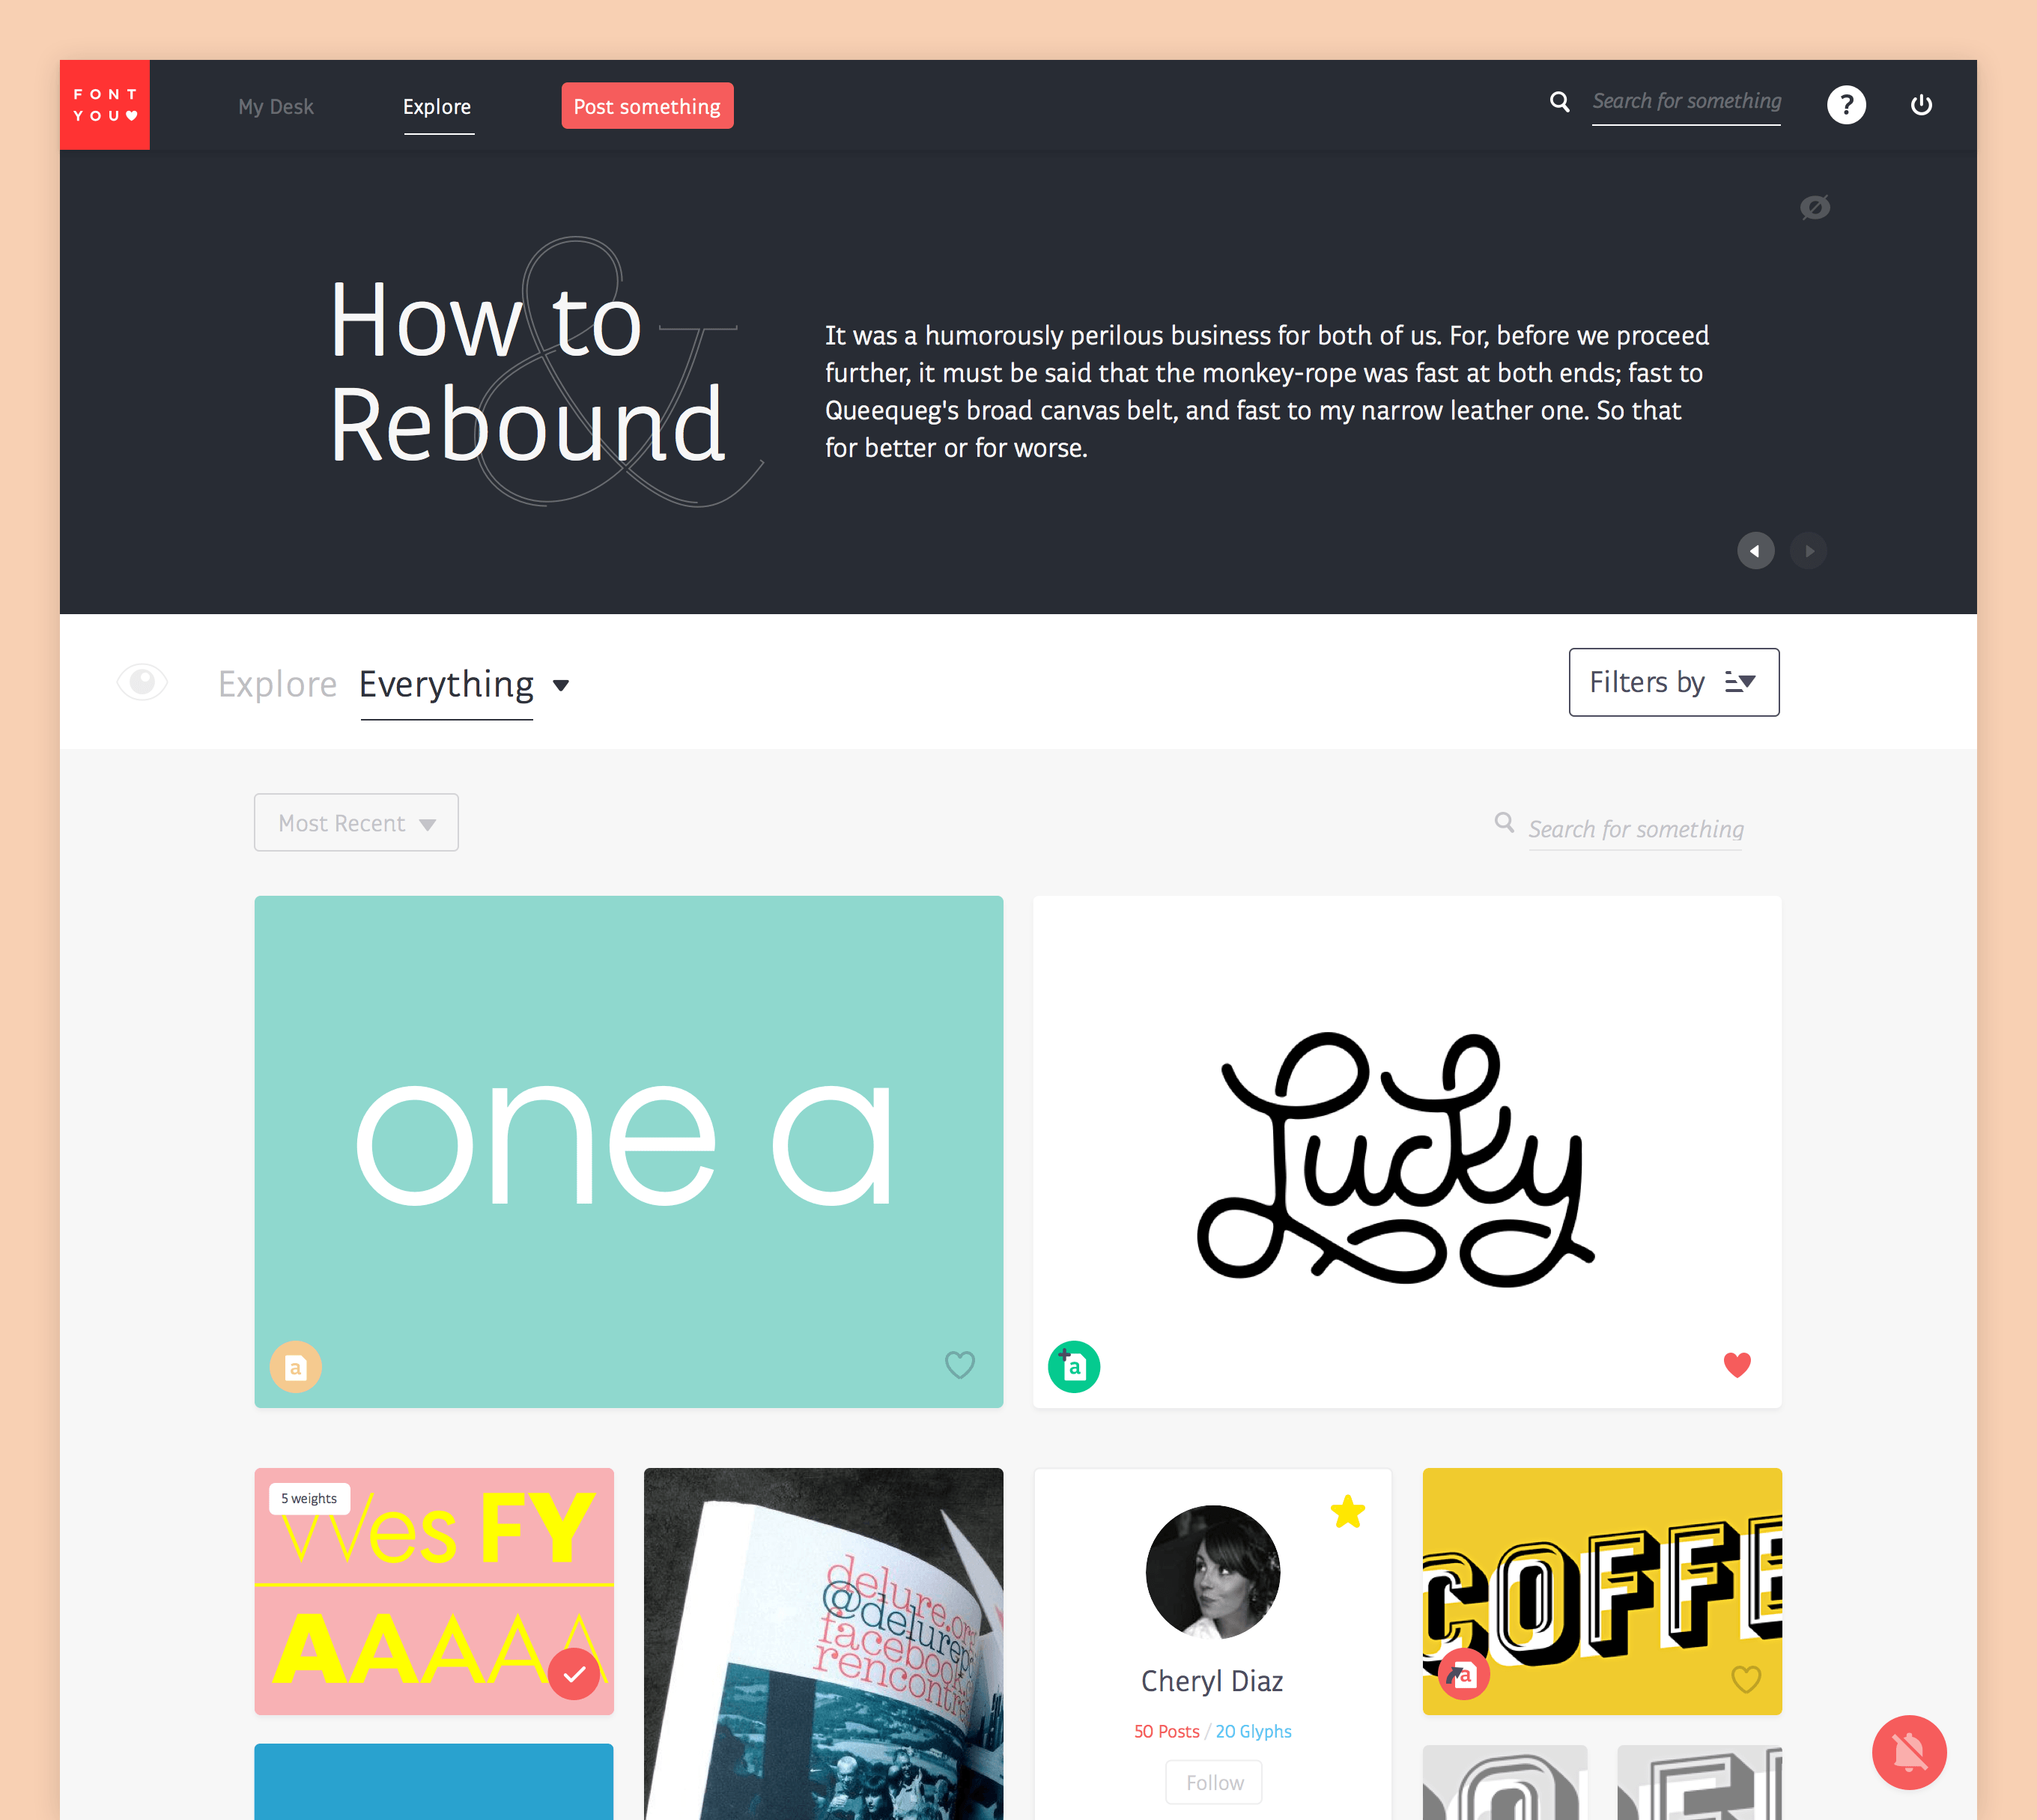 FONT
YOU
My Desk
Explore
Post something
Search for something
?
How to
Rebound
&
It was a humorously perilous business for both of us. For, before we proceed
further, it must be said that the monkey-rope was fast at both ends; fast to
Queequeg's broad canvas belt, and fast to my narrow leather one. So that
for better or for worse.
Explore Everything
Filters by
Most Recent
Search for something
one a
a
Lucky
a
5 weights
Wes FY
AAAAA
delure.org
@delurep
facebook.
rencontre
Cheryl Diaz
50 Posts / 20 Glyphs
Follow
COFFE
a